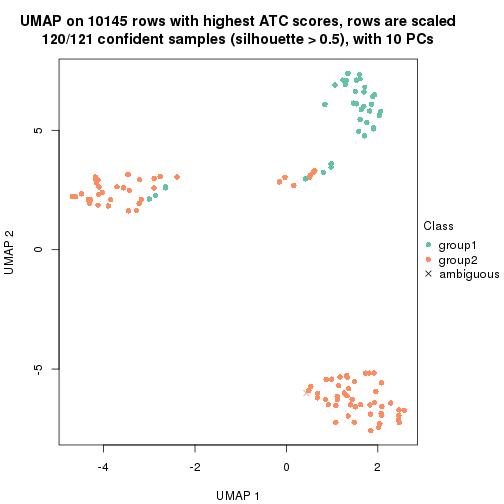 UMAP on 10145 rows with highest ATC scores, rows are scaled
120/121 confident samples (silhouette > 0.5), with 10 PCs
5
0
-5
UMAP 2
-4
-2
0
2
UMAP 1
Class
group1
group2
ambiguous